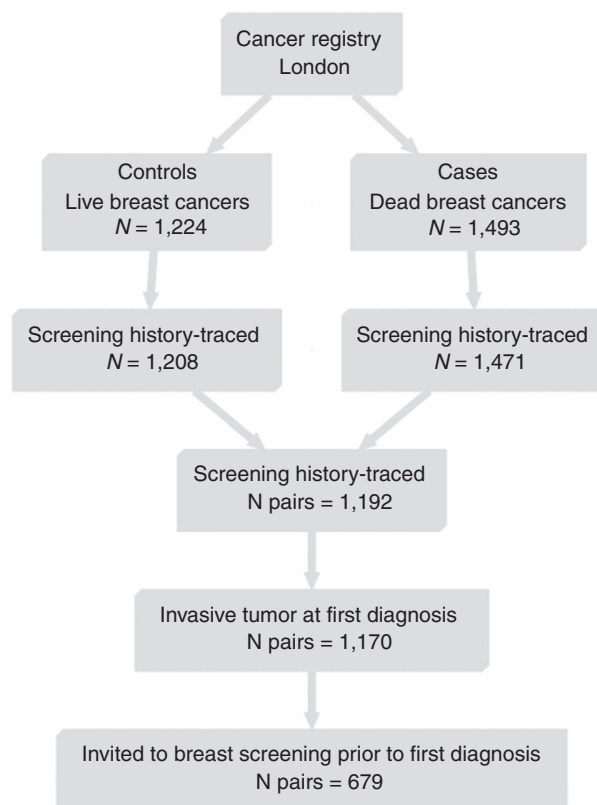 Cancer registry
London
Controls
Live breast cancers
N = 1,224
Cases
Dead breast cancers
N = 1,493
Screening history-traced
N = 1,208
Screening history-traced
N = 1,471
Screening history-traced
N pairs = 1,192
Invasive tumor at first diagnosis
N pairs = 1,170
Invited to breast screening prior to first diagnosis
N pairs = 679